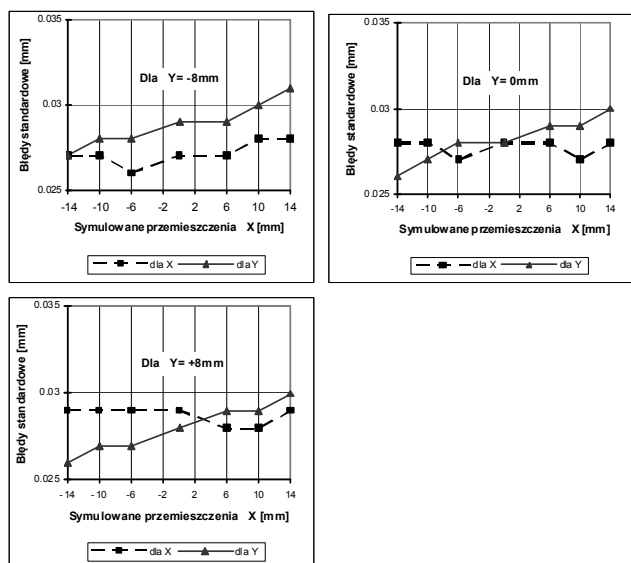 0.035
0.03
0.025
Błędy standardowe [mm]
Dla Y= -8mm
-14 -10 -6 -2 2 6 10 14
Symulowane przemieszczenia X [mm]
dla X dla Y
0.035
0.03
0.025
Błędy standardowe [mm]
Dla Y= 0mm
-14 -10 -6 -2 2 6 10 14
Symulowane przemieszczenia X [mm]
dla X dla Y
0.035
0.03
0.025
Błędy standardowe [mm]
Dla Y= +8mm
-14 -10 -6 -2 2 6 10 14
Symulowane przemieszczenia X [mm]
dla X dla Y